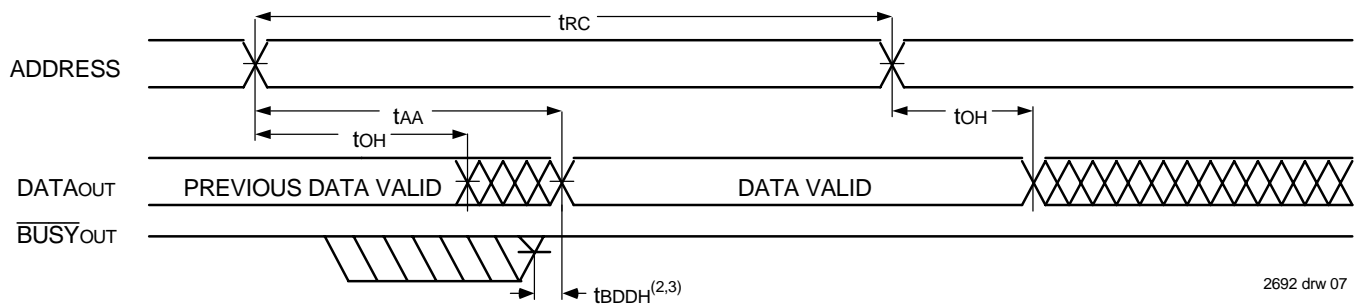 tRC
ADDRESS
tAA
tOH
tOH
DATAOUT
PREVIOUS DATA VALID
DATA VALID
BUSYOUT
tBDDH(2,3)
2692 drw 07